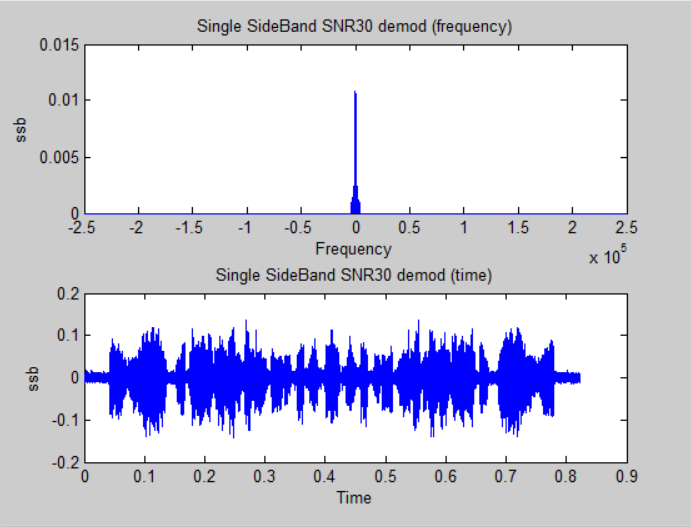 Single SideBand SNR30 demod (frequency)
0.015
0.01
0.005
0
ssb
-2.5 -2 -1.5 -1 -0.5 0 0.5 1 1.5 2 2.5
Frequency
x 10^5
Single SideBand SNR30 demod (time)
0.2
0.1
0
-0.1
-0.2
ssb
0 0.1 0.2 0.3 0.4 0.5 0.6 0.7 0.8 0.9
Time